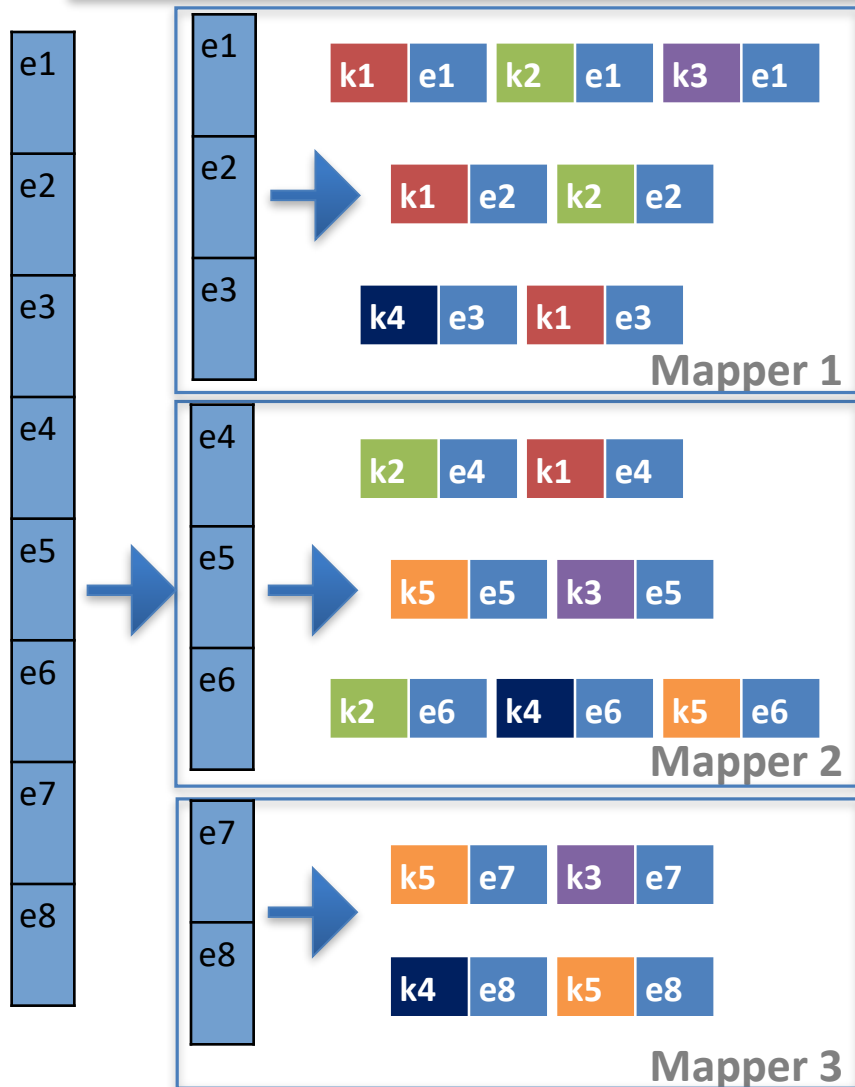 e1
e2
e3
e4
e5
e6
e7
e8
e1
e2
e3
k1 e1 k2 e1 k3 e1
k1 e2 k2 e2
k4 e3 k1 e3
Mapper 1
e4
e5
e6
k2 e4 k1 e4
k5 e5 k3 e5
k2 e6 k4 e6 k5 e6
Mapper 2
e7
e8
k5 e7 k3 e7
k4 e8 k5 e8
Mapper 3